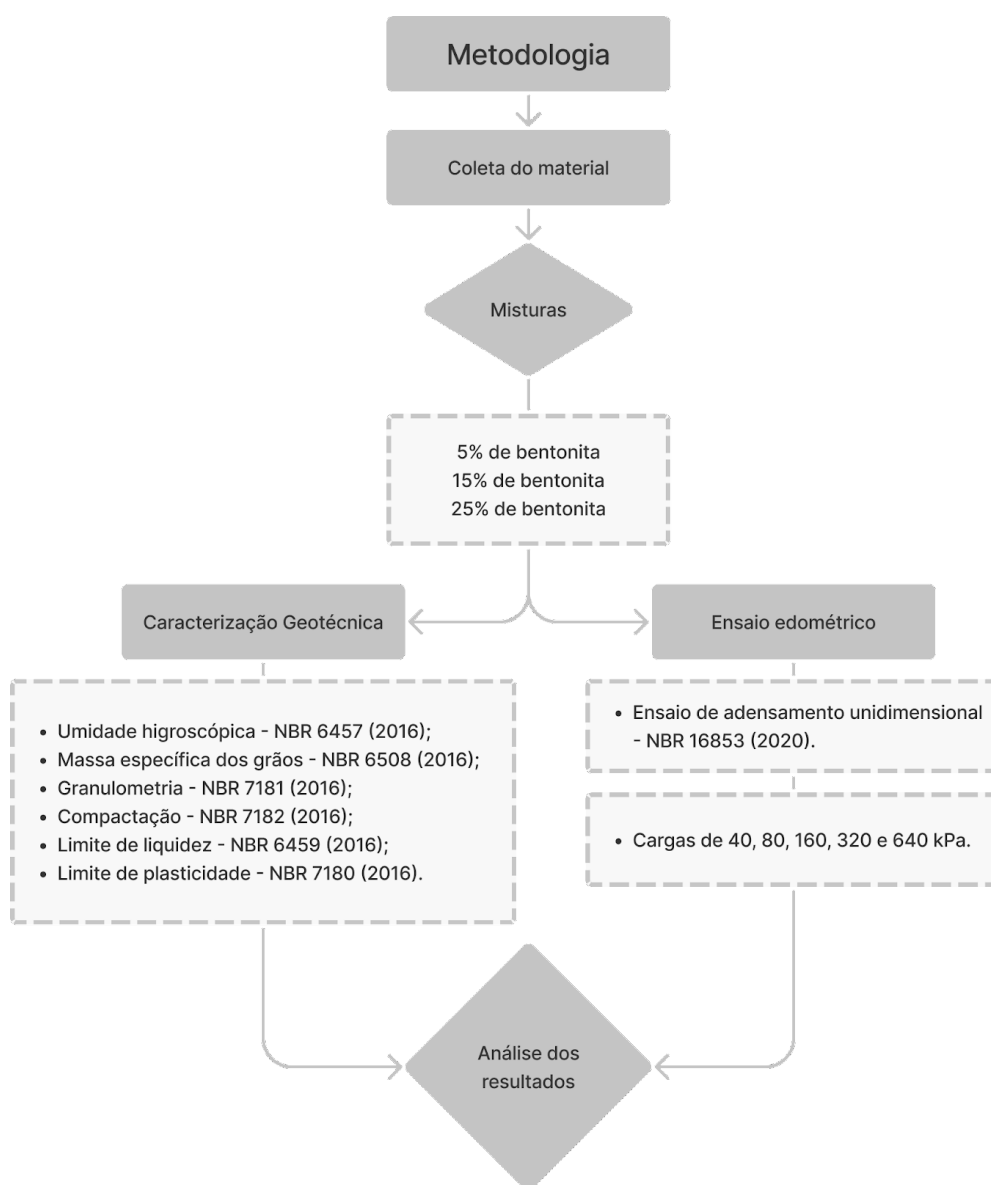 Metodologia
Coleta do material
Misturas
5% de bentonita
15% de bentonita
25% de bentonita
Caracterização Geotécnica
• Umidade higroscópica - NBR 6457 (2016);
• Massa específica dos grãos - NBR 6508 (2016);
• Granulometria - NBR 7181 (2016);
• Compactação - NBR 7182 (2016);
• Limite de liquidez - NBR 6459 (2016);
• Limite de plasticidade - NBR 7180 (2016).
Ensaio edométrico
• Ensaio de adensamento unidimensional
- NBR 16853 (2020).
• Cargas de 40, 80, 160, 320 e 640 kPa.
Análise dos
resultados